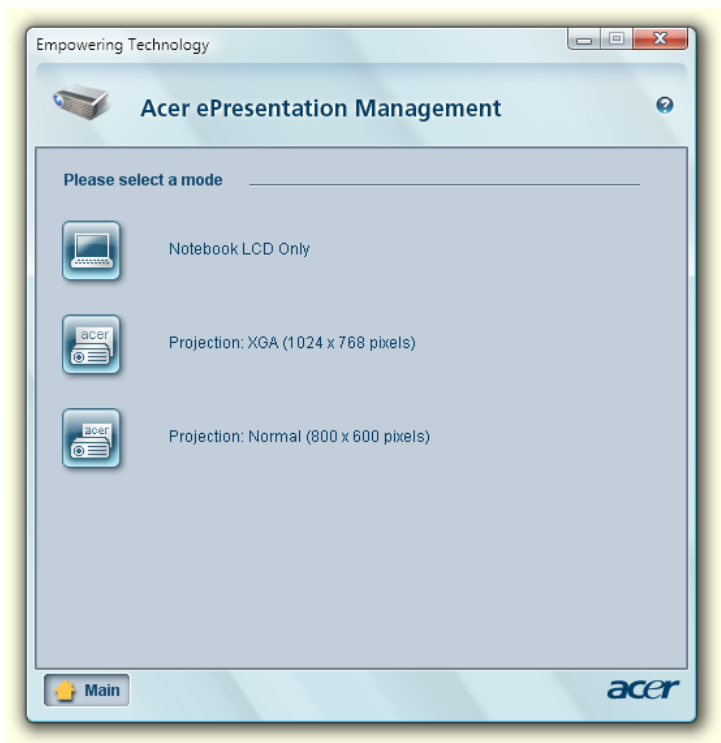 Empowering Technology
Acer ePresentation Management
Please select a mode
Notebook LCD Only
acer
Projection: XGA (1024 x 768 pixels)
acer
Projection: Normal (800 x 600 pixels)
Main
acer